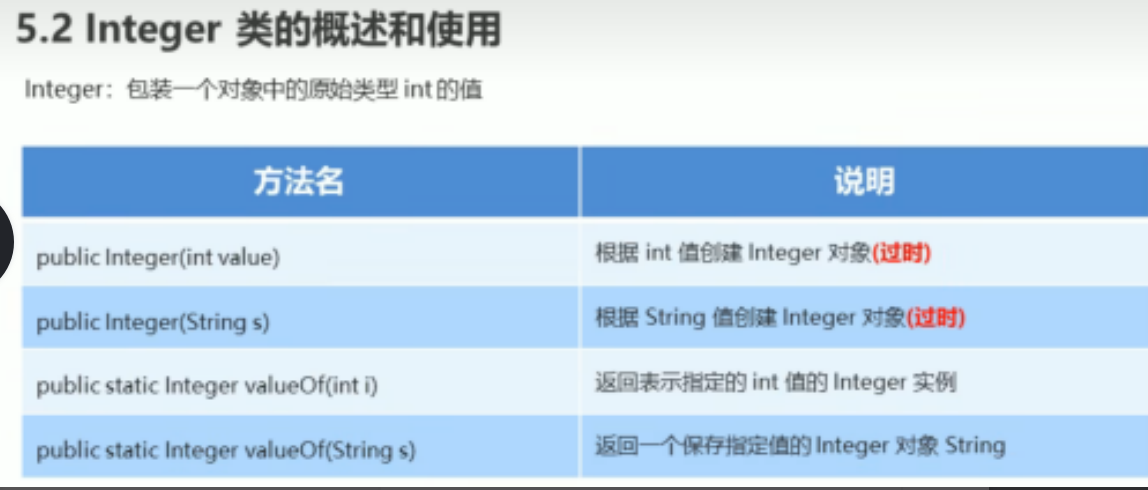 5.2 Integer 类的概述和使用
Integer：包装一个对象中的原始类型 int 的值
方法名 说明
public Integer(int value) 根据 int 值创建 Integer 对象(过时)
public Integer(String s) 根据 String 值创建 Integer 对象(过时)
public static Integer valueOf(int i) 返回表示指定的 int 值的 Integer 实例
public static Integer valueOf(String s) 返回一个保存指定值的 Integer 对象 String